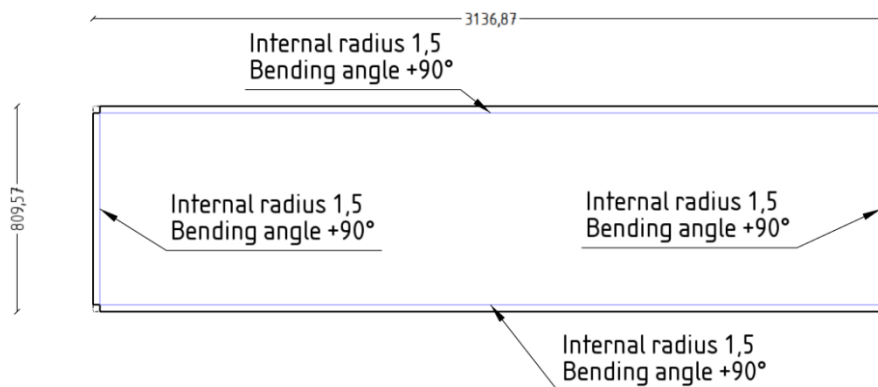 3136,87
Internal radius 1,5
Bending angle +90°
809,57
Internal radius 1,5
Bending angle +90°
Internal radius 1,5
Bending angle +90°
Internal radius 1,5
Bending angle +90°